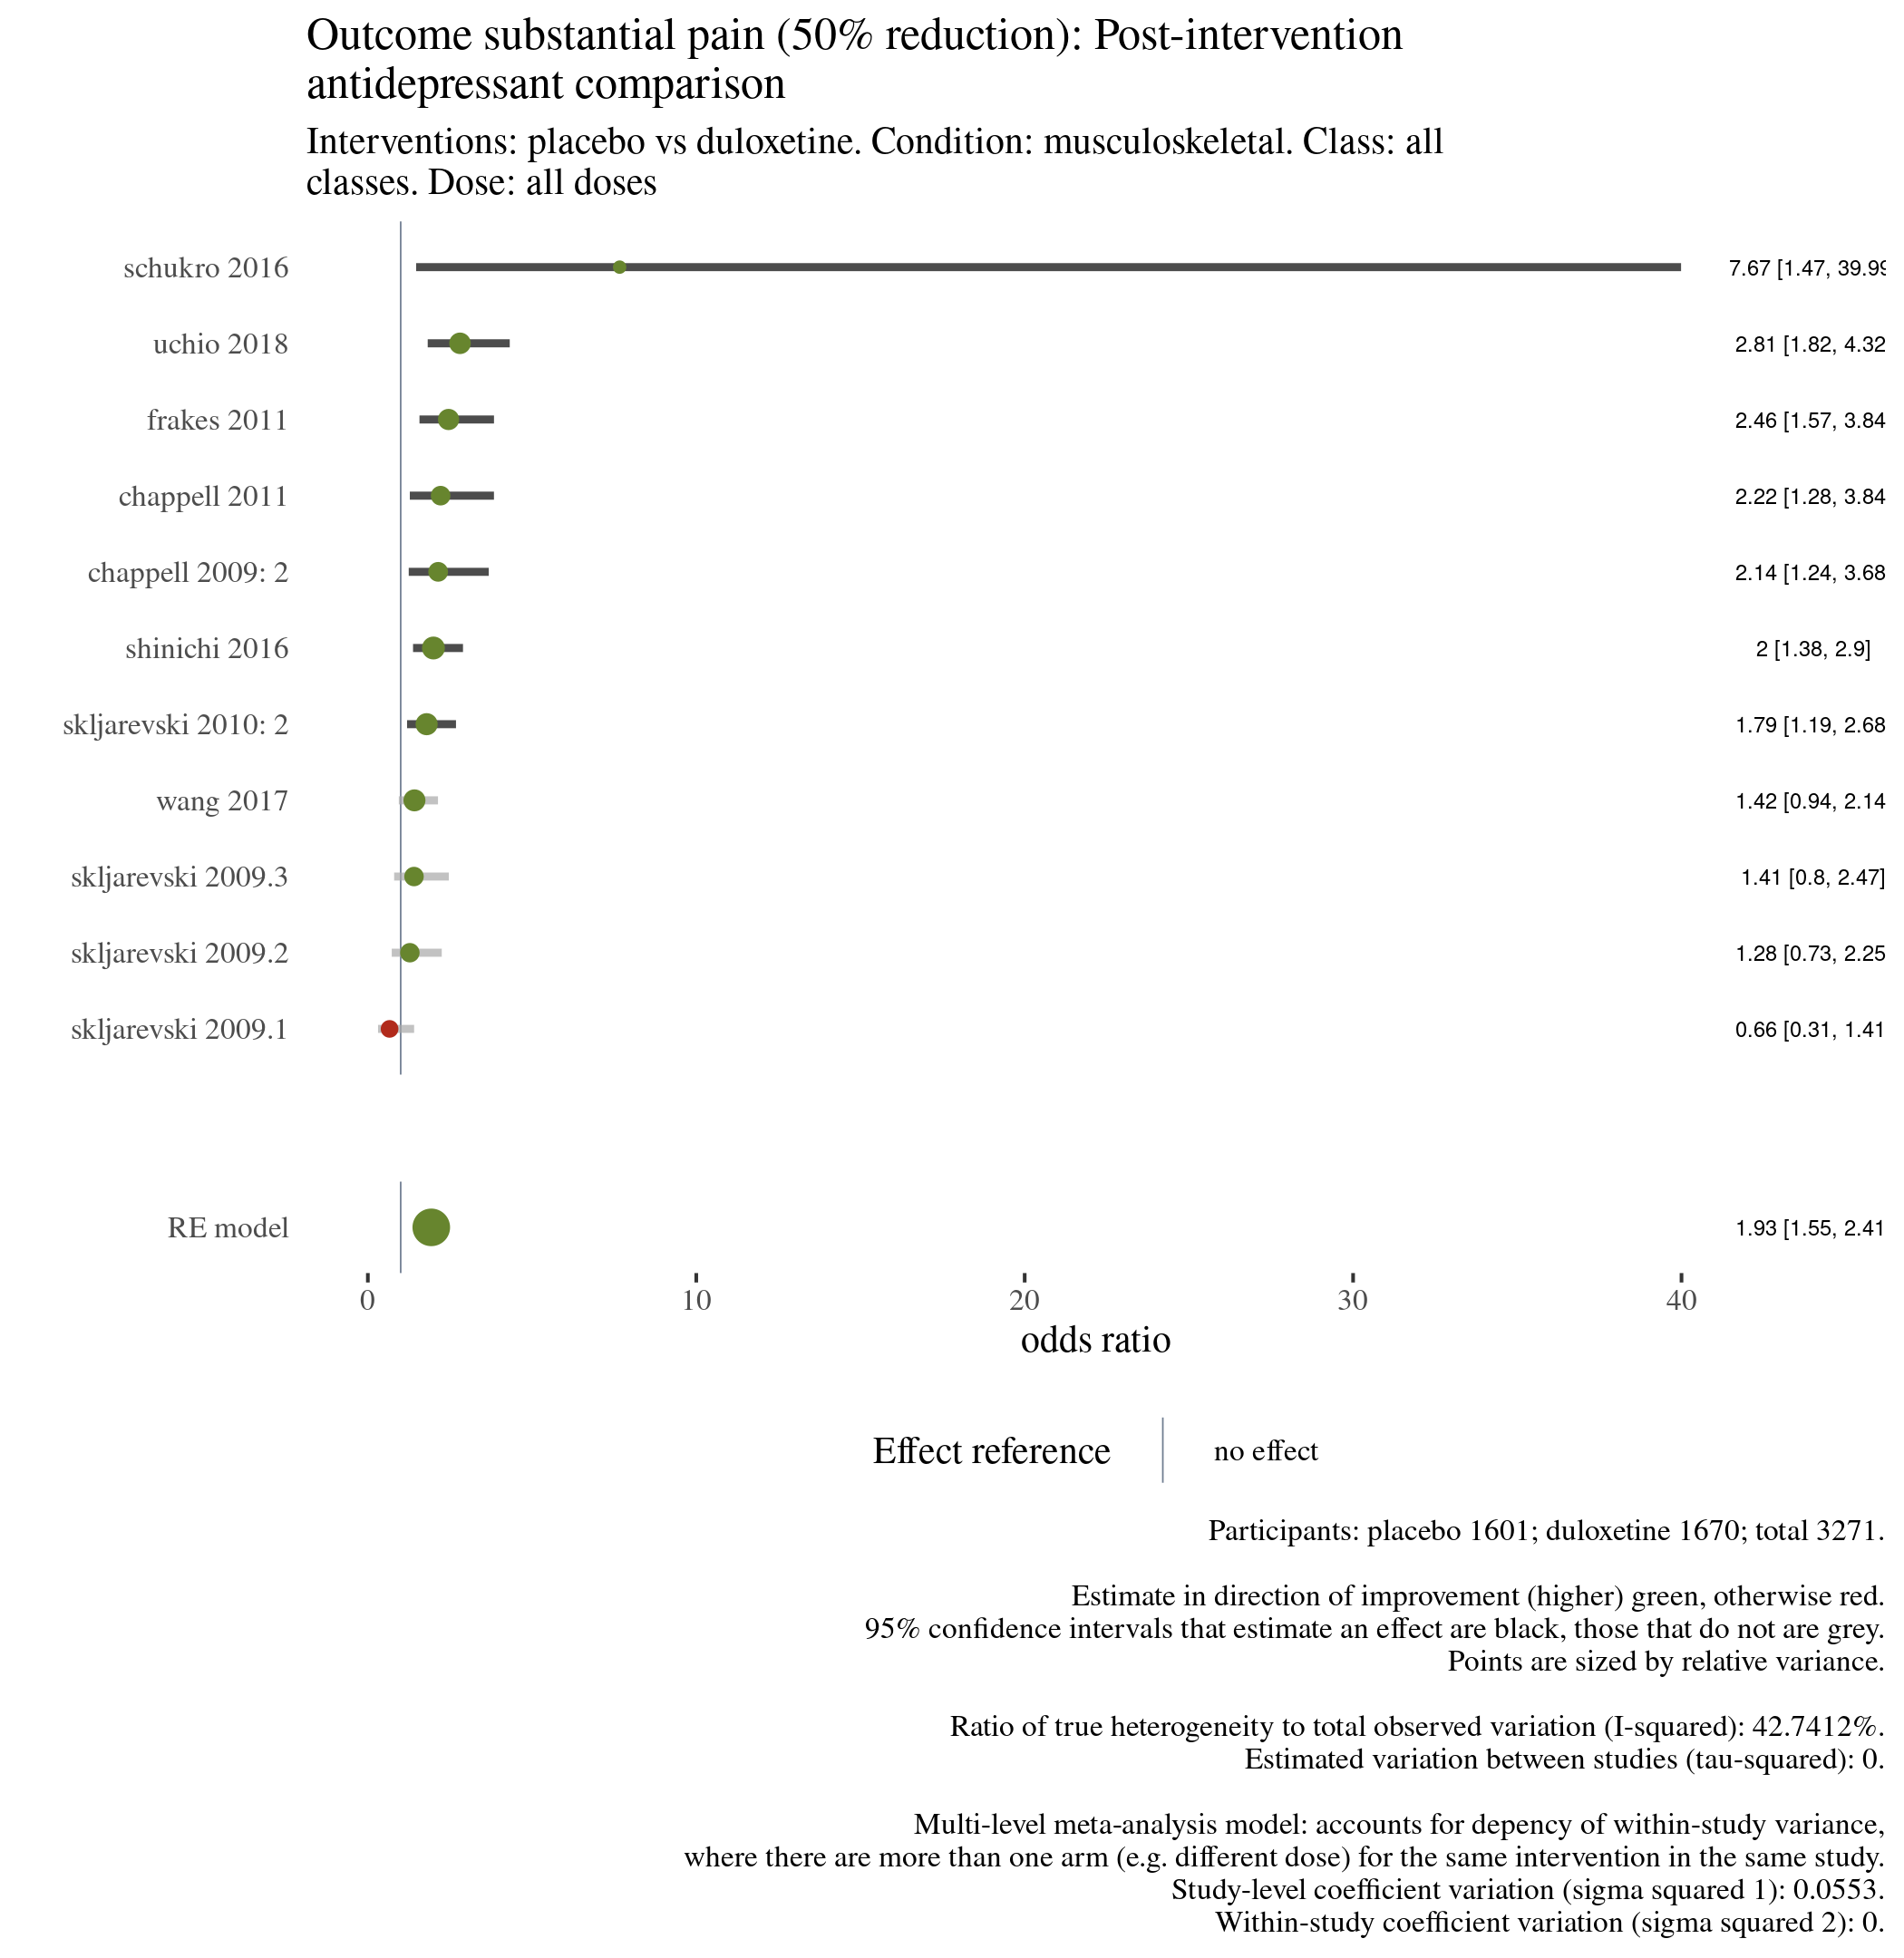 Outcome substantial pain (50% reduction): Post-intervention
antidepressant comparison
Interventions: placebo vs duloxetine. Condition: musculoskeletal. Class: all
classes. Dose: all doses
schukro 2016 7.67 [1.47, 39.99
uchio 2018 2.81 [1.82, 4.32
frakes 2011 2.46 [1.57, 3.84
chappell 2011 2.22 [1.28, 3.84
chappell 2009: 2 2.14 [1.24, 3.68
shinichi 2016 2 [1.38, 2.9]
skljarevski 2010: 2 1.79 [1.19, 2.68
wang 2017 1.42 [0.94, 2.14
skljarevski 2009.3 1.41 [0.8, 2.47]
skljarevski 2009.2 1.28 [0.73, 2.25
skljarevski 2009.1 0.66 [0.31, 1.41
RE model 1.93 [1.55, 2.41
0 10 20 30 40
odds ratio
Effect reference no effect
Participants: placebo 1601; duloxetine 1670; total 3271.
Estimate in direction of improvement (higher) green, otherwise red.
95% confidence intervals that estimate an effect are black, those that do not are grey.
Points are sized by relative variance.
Ratio of true heterogeneity to total observed variation (I-squared): 42.7412%.
Estimated variation between studies (tau-squared): 0.
Multi-level meta-analysis model: accounts for depency of within-study variance,
where there are more than one arm (e.g. different dose) for the same intervention in the same study.
Study-level coefficient variation (sigma squared 1): 0.0553.
Within-study coefficient variation (sigma squared 2): 0.